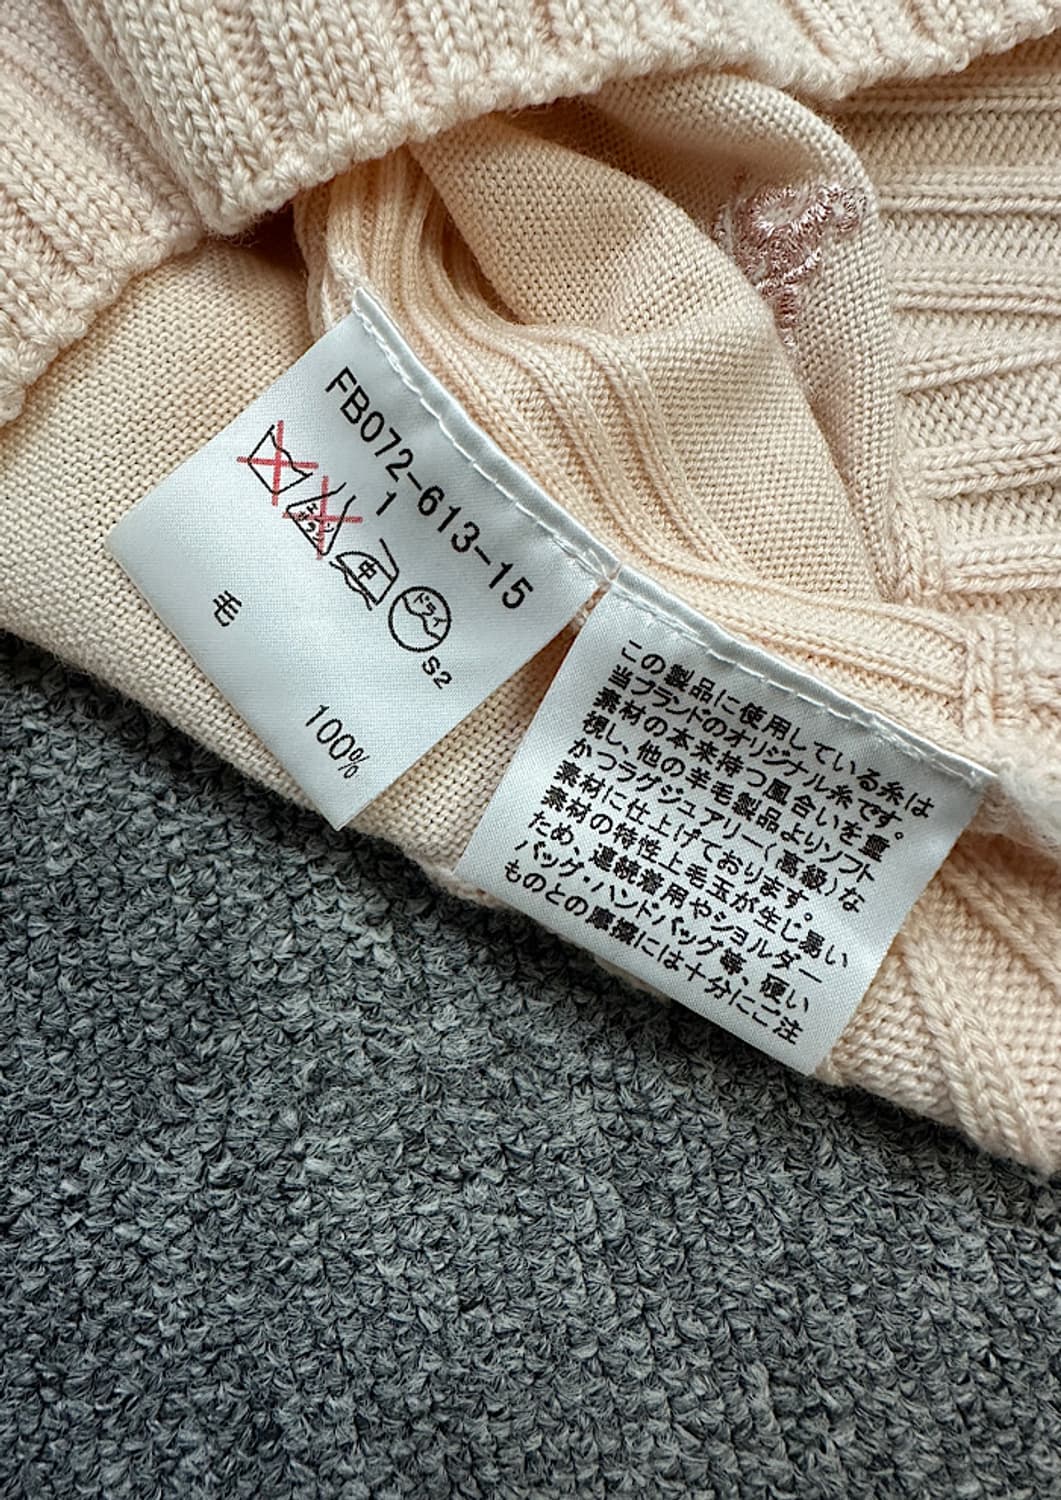 FB072-613-15
1
エンソ
サラシ
中
ドライ
S2
毛
100%
この製品に使用している糸は
当ブランドのオリジナル糸です。
素材の本来持つ風合いを重
視し、他の羊毛製品よりソフト
かつラグジュアリー(高級)な
素材に仕上げております。
素材の特性上毛玉が生じ易い
ため、連続着用やショルダー
バッグ・ハンドバッグ等、硬い
ものとの摩擦には十分にご注